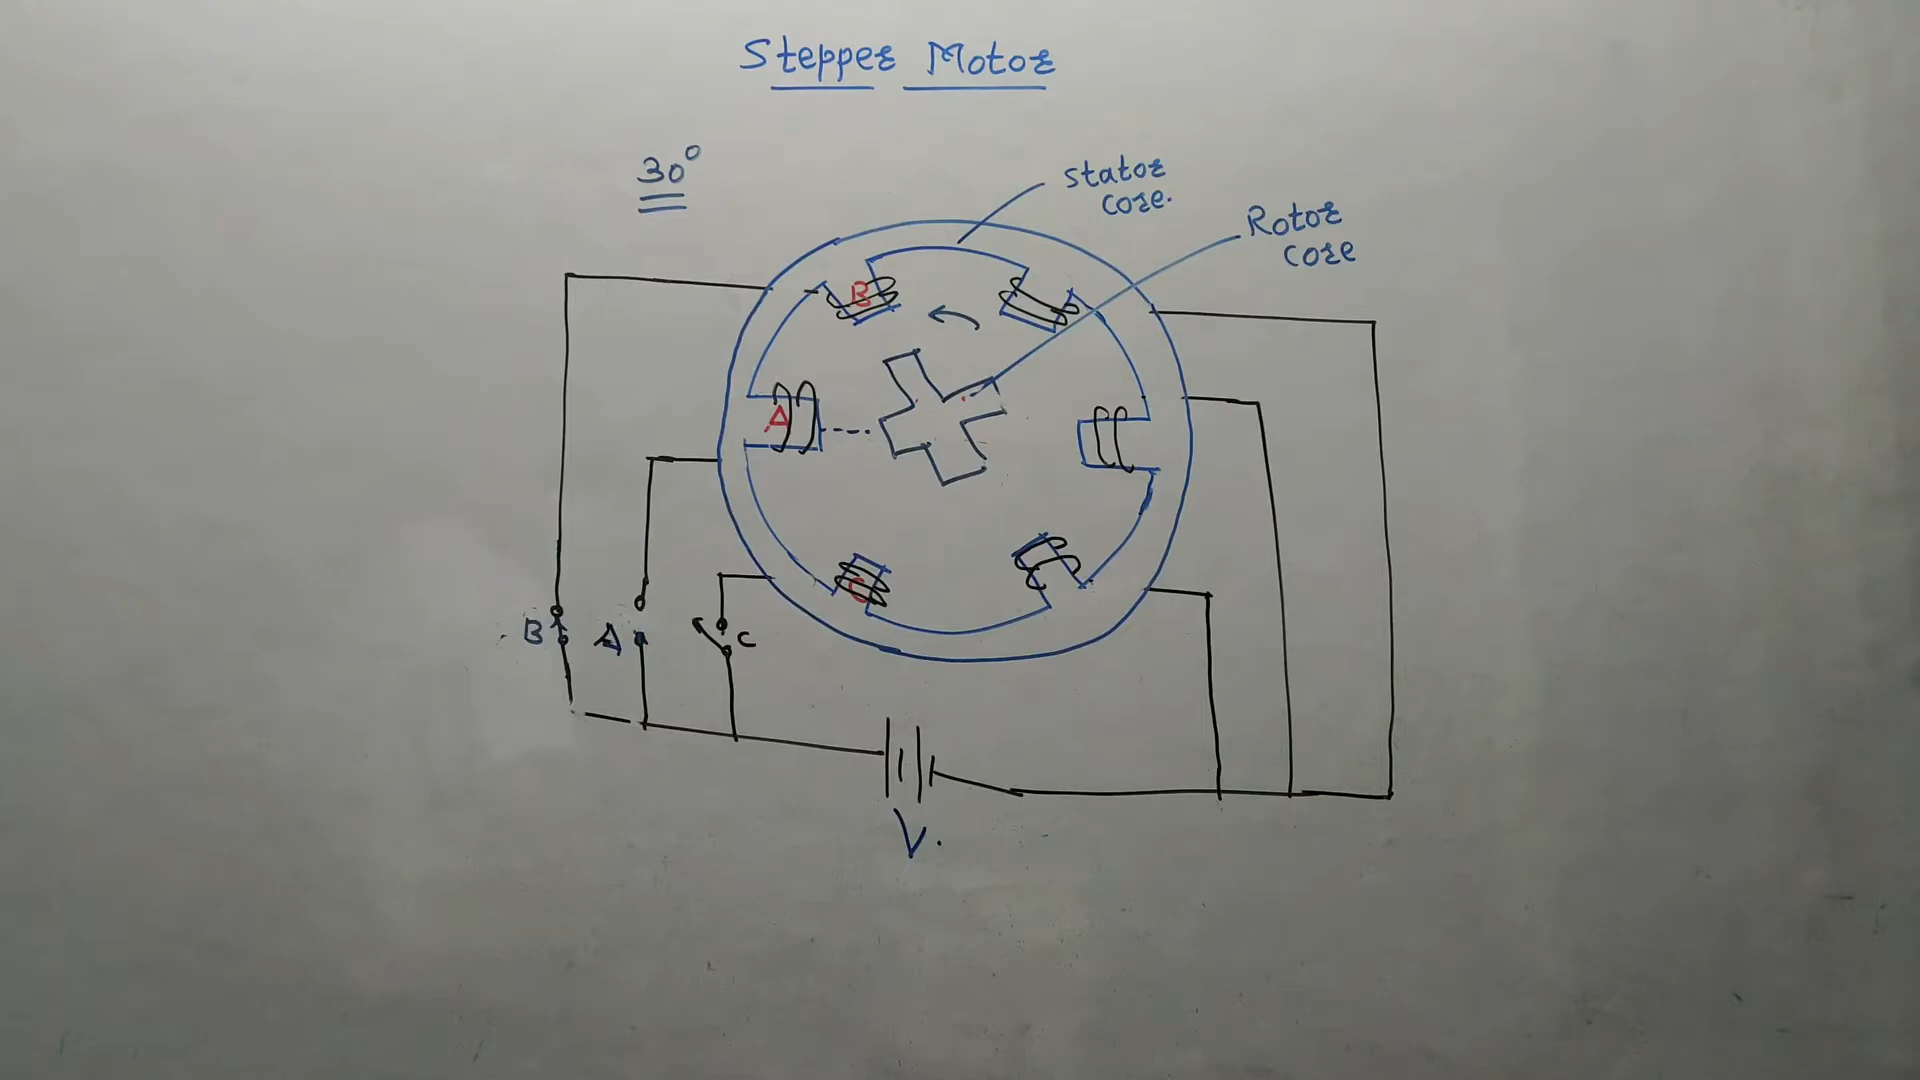 Stepper Motor
30°
Stator
core.
Rotor
core
B
A
C
B
A
C
V.